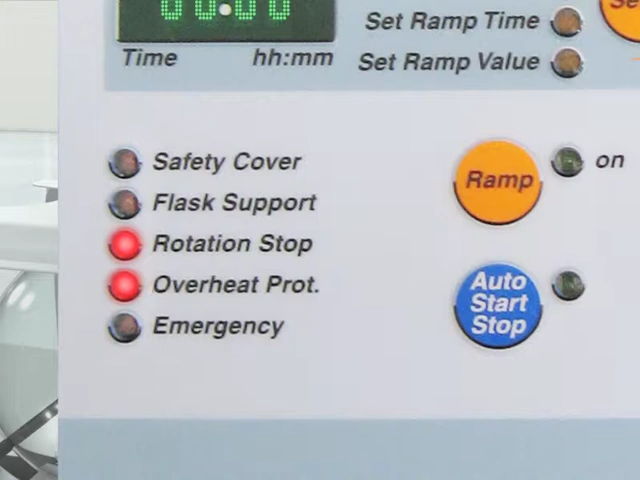 Set Ramp Time
Time hh:mm Set Ramp Value
Safety Cover
Flask Support
Rotation Stop
Overheat Prot.
Emergency
Ramp
on
Auto
Start
Stop